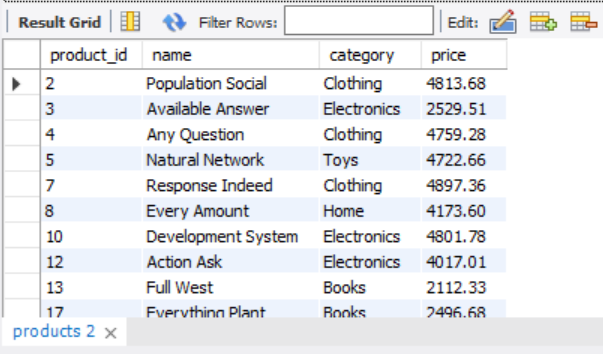 Result Grid Filter Rows: Edit:
product_id name category price
2 Population Social Clothing 4813.68
3 Available Answer Electronics 2529.51
4 Any Question Clothing 4759.28
5 Natural Network Toys 4722.66
7 Response Indeed Clothing 4897.36
8 Every Amount Home 4173.60
10 Development System Electronics 4801.78
12 Action Ask Electronics 4017.01
13 Full West Books 2112.33
17 Everything Plant Books 2496.68
products 2 ×